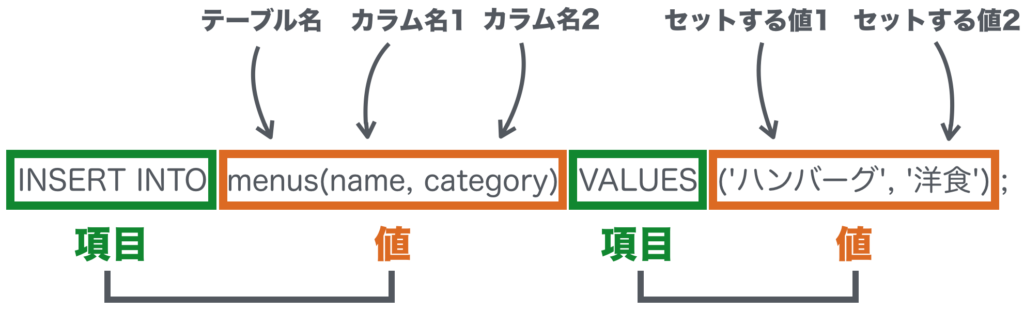 テーブル名 カラム名1 カラム名2 セットする値1 セットする値2
INSERT INTO menus(name, category) VALUES ('ハンバーグ', '洋食') ;
項目 値 項目 値